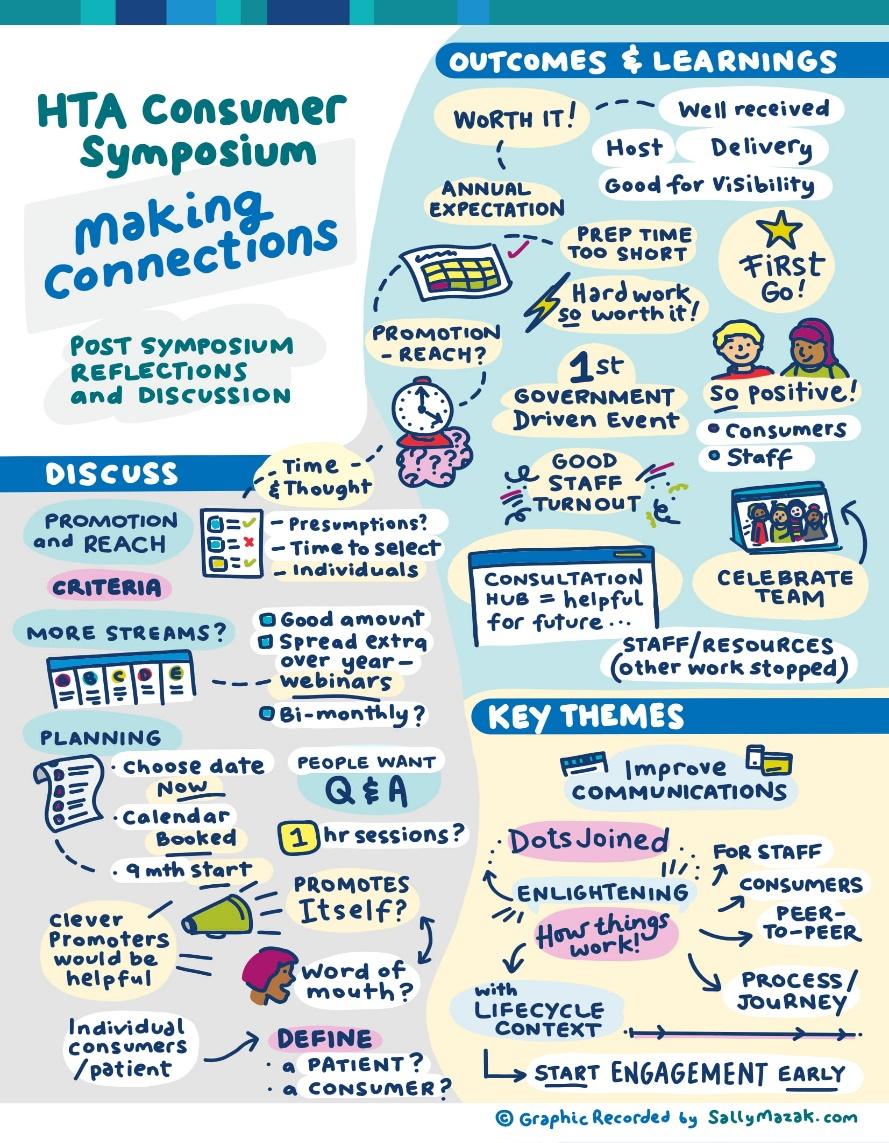 HTA Consumer
Symposium
making
connections
POST SYMPOSIUM
REFLECTIONS
and DISCUSSION
OUTCOMES & LEARNINGS
WORTH IT!
Well received
Host
Delivery
Good for Visibility
ANNUAL
EXPECTATION
PREP TIME
TOO SHORT
FiRST
Go!
Hard work
so worth it!
PROMOTION
- REACH?
1st
GOVERNMENT
Driven Event
So Positive!
Consumers
Staff
? ? ?
? ? ?
GOOD
STAFF
TURNOUT
CONSULTATION
HUB = helpful
for future...
CELEBRATE
TEAM
STAFF/RESOURCES
(other work stopped)
DISCUSS
Time -
& Thought
PROMOTION
and REACH
- Presumptions?
- Time to select
- Individuals
CRITERIA
MORE STREAMS?
A B C D E
Good amount
Spread extra
over year -
webinars
Bi-monthly?
PLANNING
· Choose date
Now
· Calendar
Booked
· 9 mth start
PEOPLE WANT
Q & A
1 hr sessions?
PROMOTES
Itself?
Clever
Promoters
would be
helpful
Word of
mouth?
Individual
consumers
/patient
DEFINE
· a PATIENT?
· a CONSUMER?
KEY THEMES
Improve
COMMUNICATIONS
Dots Joined
ENLIGHTENING
How things
work!
FOR STAFF
CONSUMERS
PEER-
TO-PEER
PROCESS/
JOURNEY
with
LIFECYCLE
CONTEXT
START ENGAGEMENT EARLY
© Graphic Recorded by SallyMazak.com